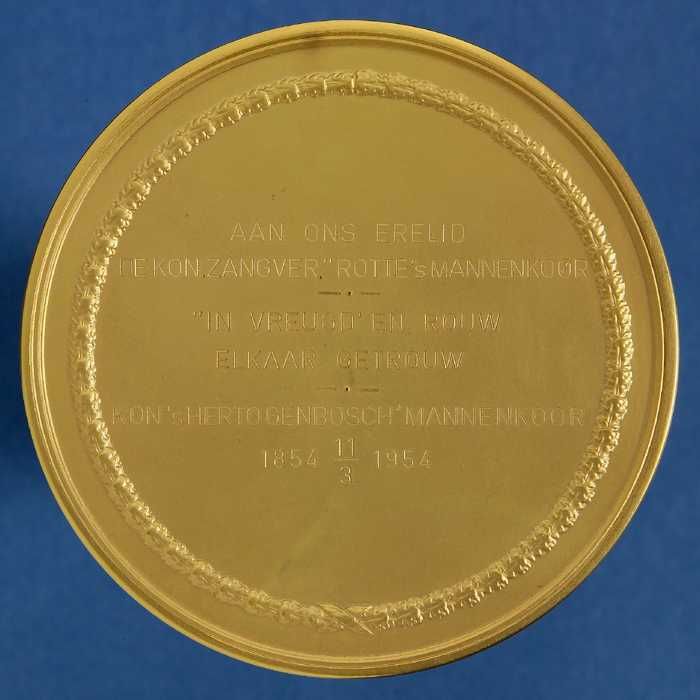 AAN ONS ERELID
DE KON. ZANGVER. "ROTTE's MANNENKOOR
"IN VREUGD' EN ROUW
ELKAAR GETROUW
KON 's HERTOGENBOSCH' MANNENKOOR
1854 11/3 1954